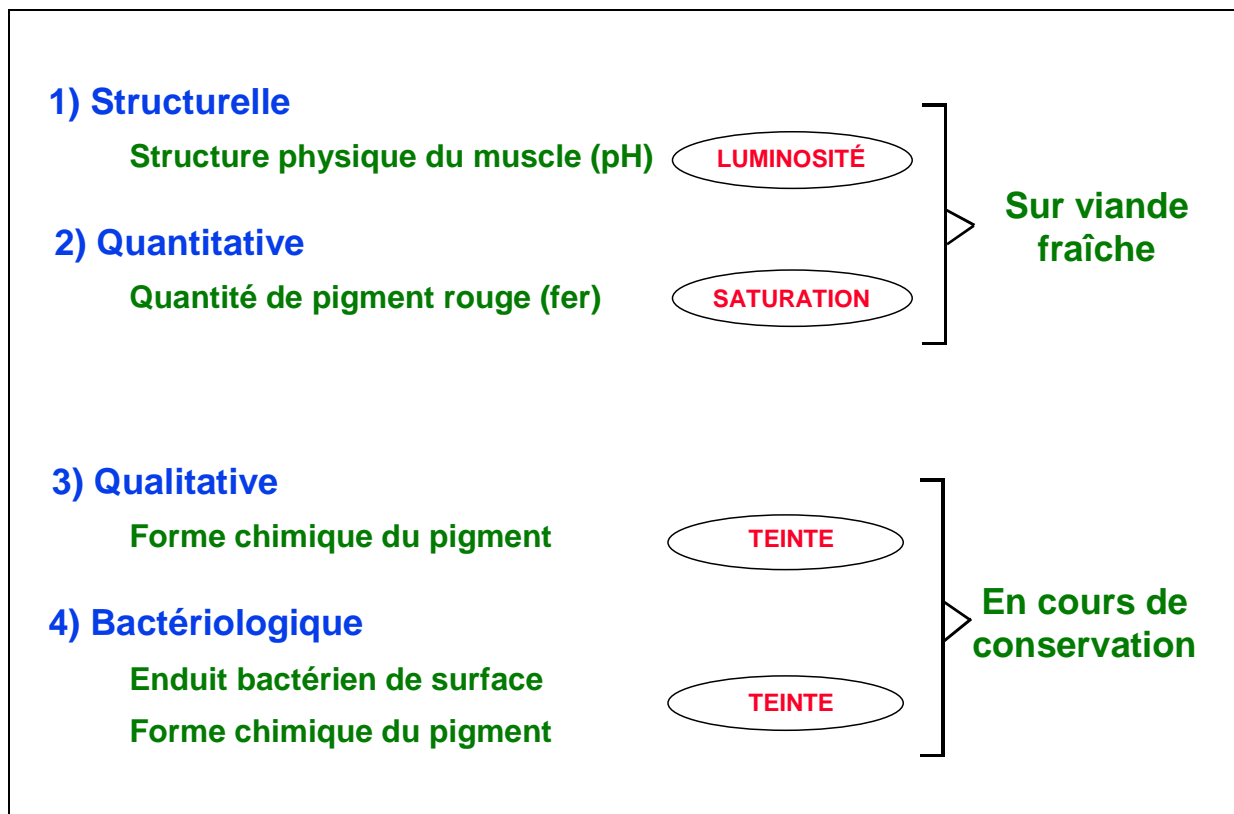 1) Structurelle
Structure physique du muscle (pH)
LUMINOSITÉ
2) Quantitative
Quantité de pigment rouge (fer)
SATURATION
Sur viande
fraîche
3) Qualitative
Forme chimique du pigment
TEINTE
4) Bactériologique
Enduit bactérien de surface
Forme chimique du pigment
TEINTE
En cours de
conservation